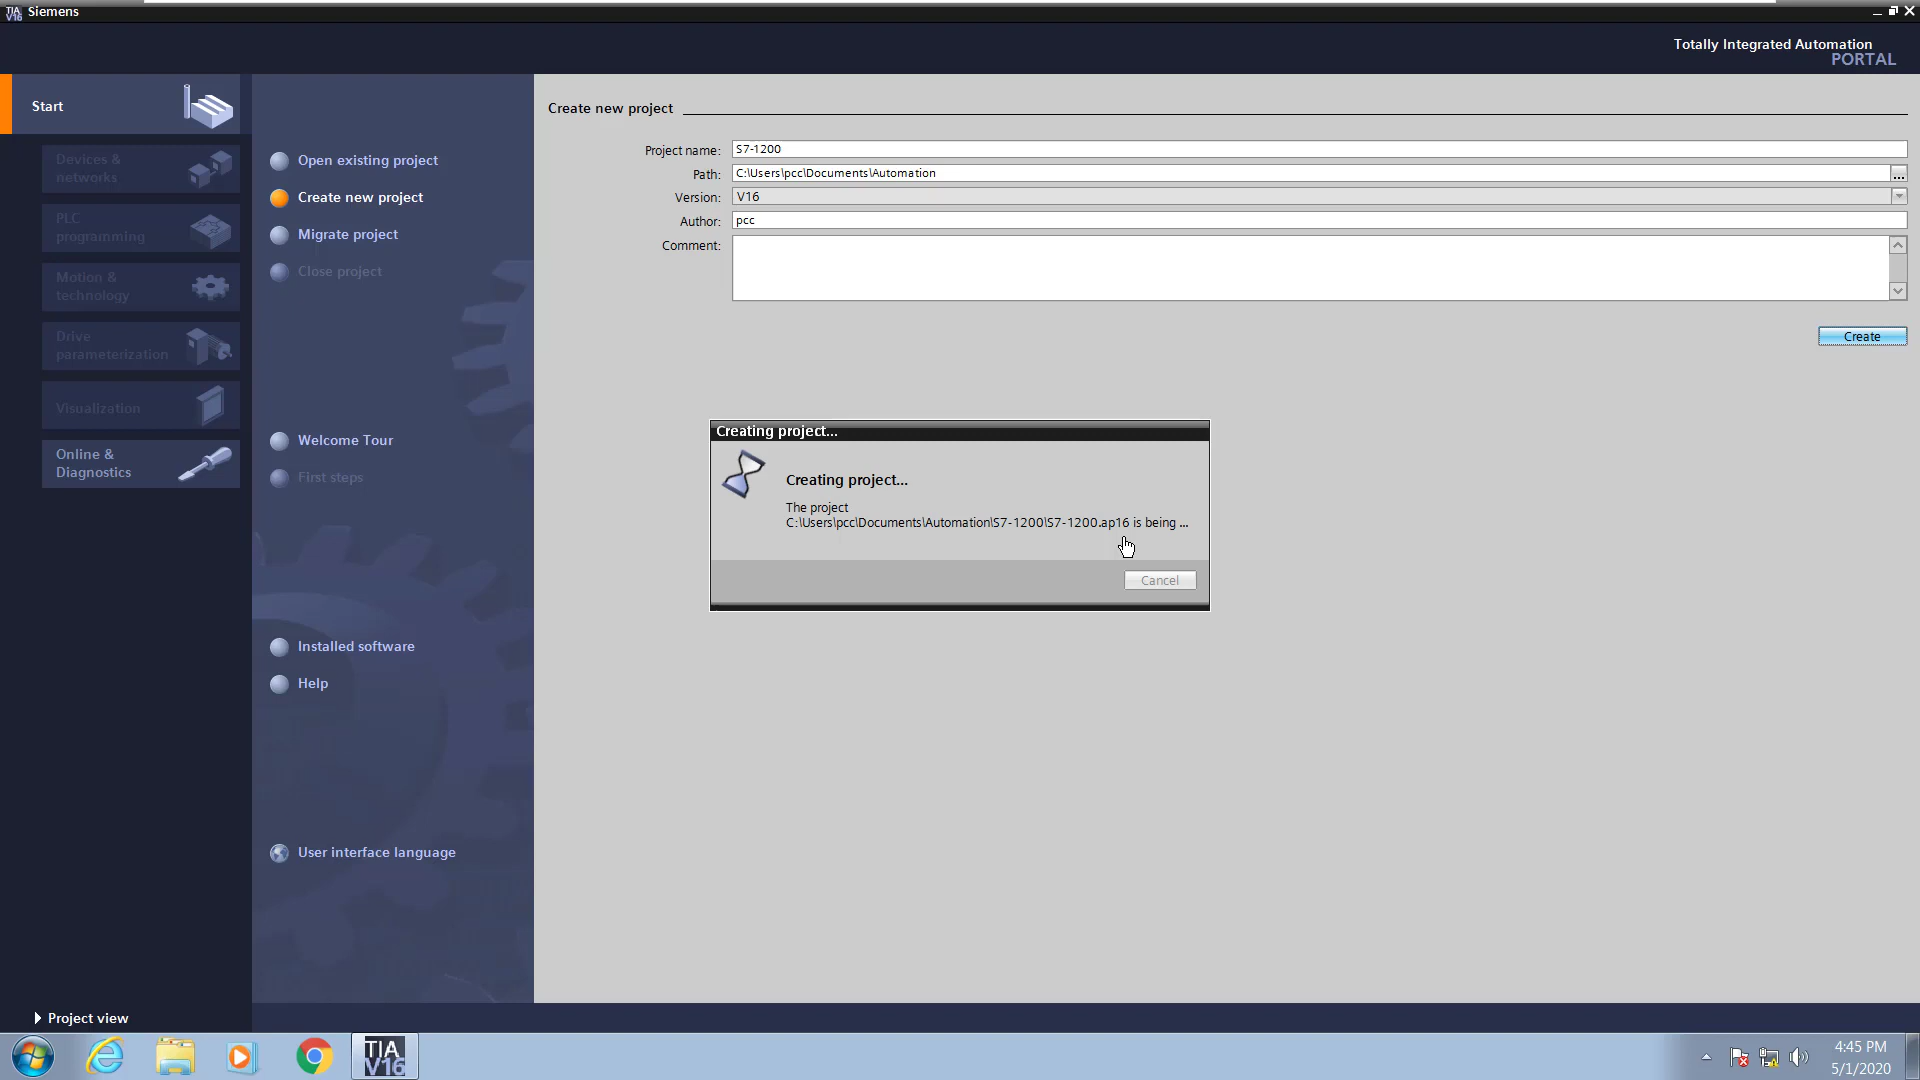 TIA
V16
Siemens
Totally Integrated Automation
PORTAL
Start
Devices &
networks
PLC
programming
Motion &
technology
Drive
parameterization
Visualization
Online &
Diagnostics
Open existing project
Create new project
Migrate project
Close project
Welcome Tour
First steps
Installed software
Help
User interface language
Create new project
Project name: S7-1200
Path: C:\Users\pcc\Documents\Automation ...
Version: V16
Author: pcc
Comment:
Create
Creating project...
Creating project...
The project
C:\Users\pcc\Documents\Automation\S7-1200\S7-1200.ap16 is being ...
Cancel
Project view
TIA
V16
4:45 PM
5/1/2020